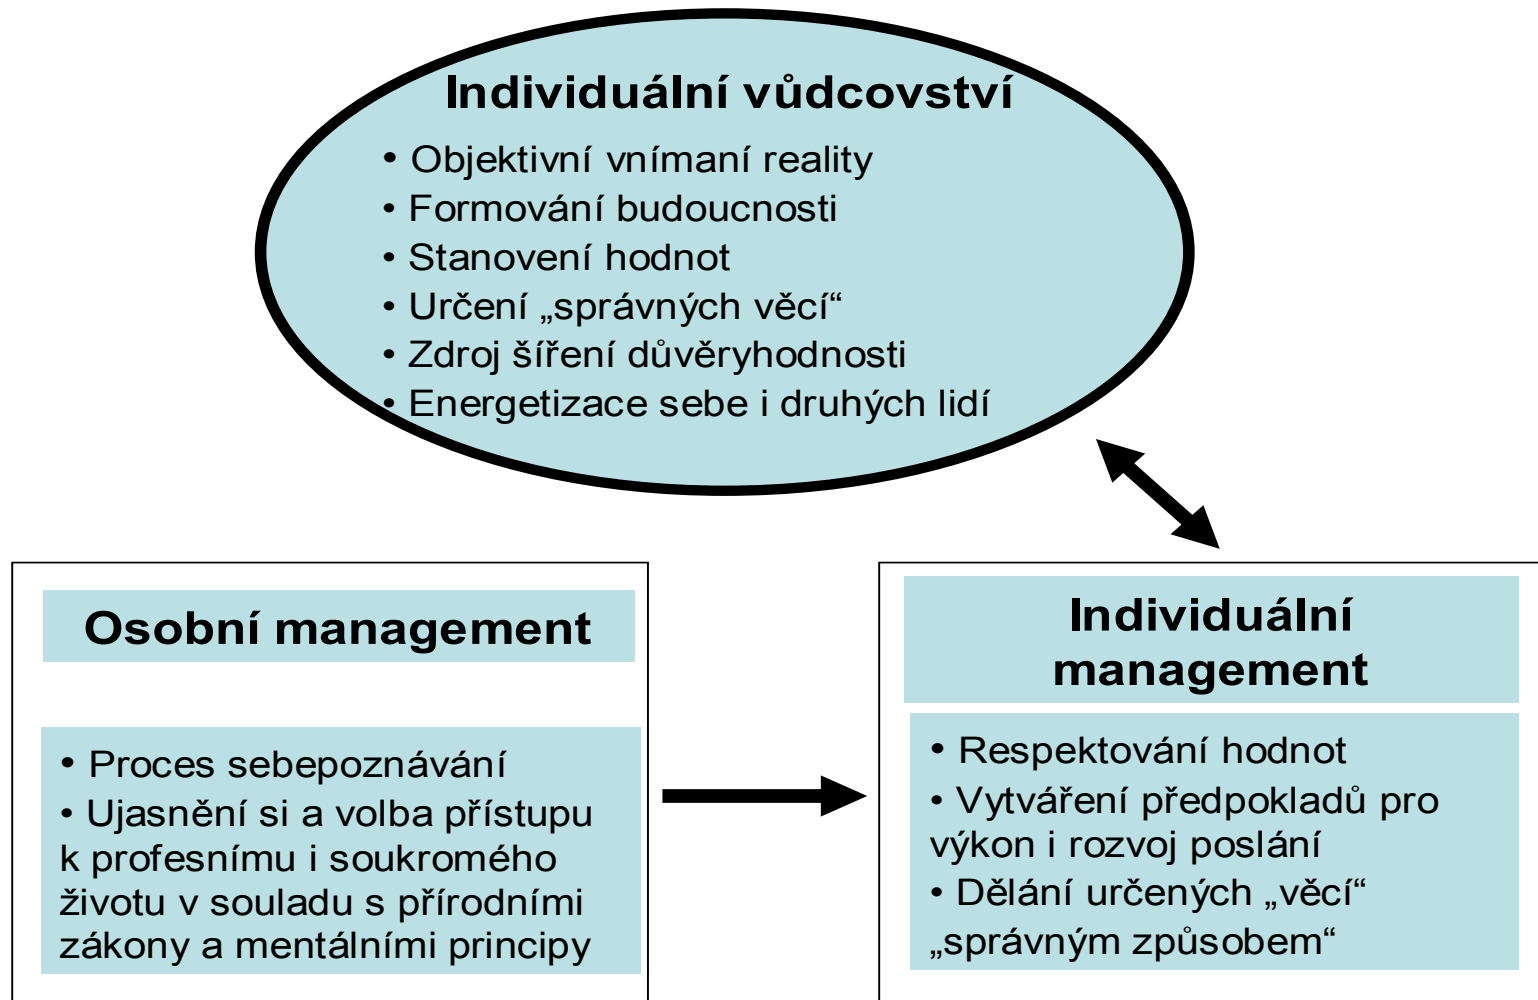 Individuální vůdcovství
• Objektivní vnímaní reality
• Formování budoucnosti
• Stanovení hodnot
• Určení „správných věcí“
• Zdroj šíření důvěryhodnosti
• Energetizace sebe i druhých lidí
Osobní management
• Proces sebepoznávání
• Ujasnění si a volba přístupu
k profesnímu i soukromého
životu v souladu s přírodními
zákony a mentálními principy
Individuální
management
• Respektování hodnot
• Vytváření předpokladů pro
výkon i rozvoj poslání
• Dělání určených „věcí“
„správným způsobem“